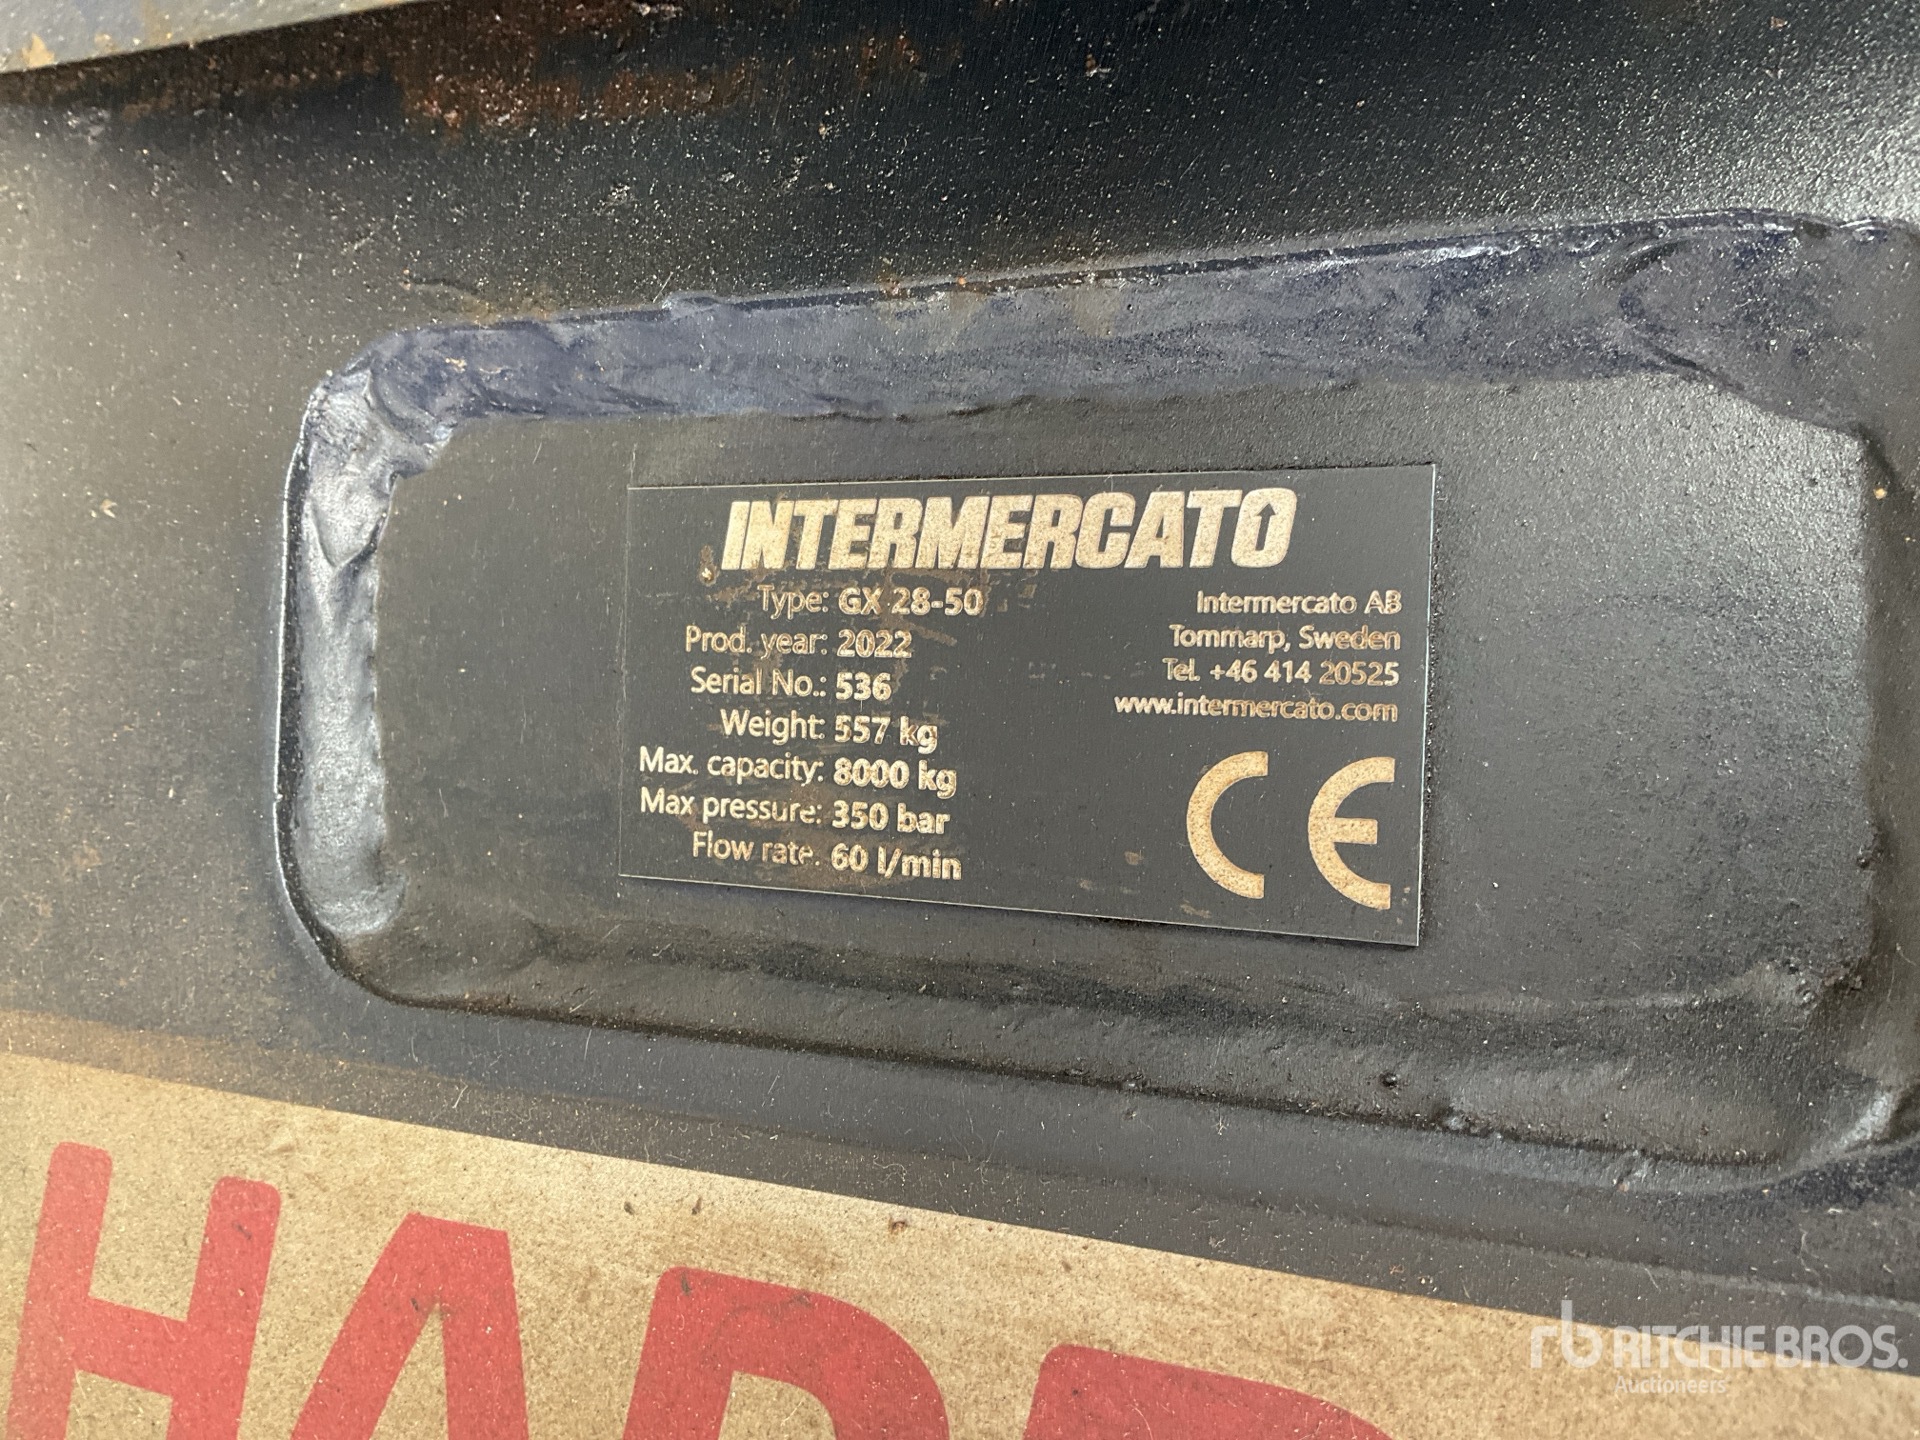 INTERMERCATO
Type: GX 28-50
Prod. year: 2022
Serial No.: 536
Weight: 557 kg
Max. capacity: 8000 kg
Max pressure: 350 bar
Flow rate: 60 l/min
Intermercato AB
Tommarp, Sweden
Tel. +46 414 20525
www.intermercato.com
CE
rb RITCHIE BROS.
Auctioneers